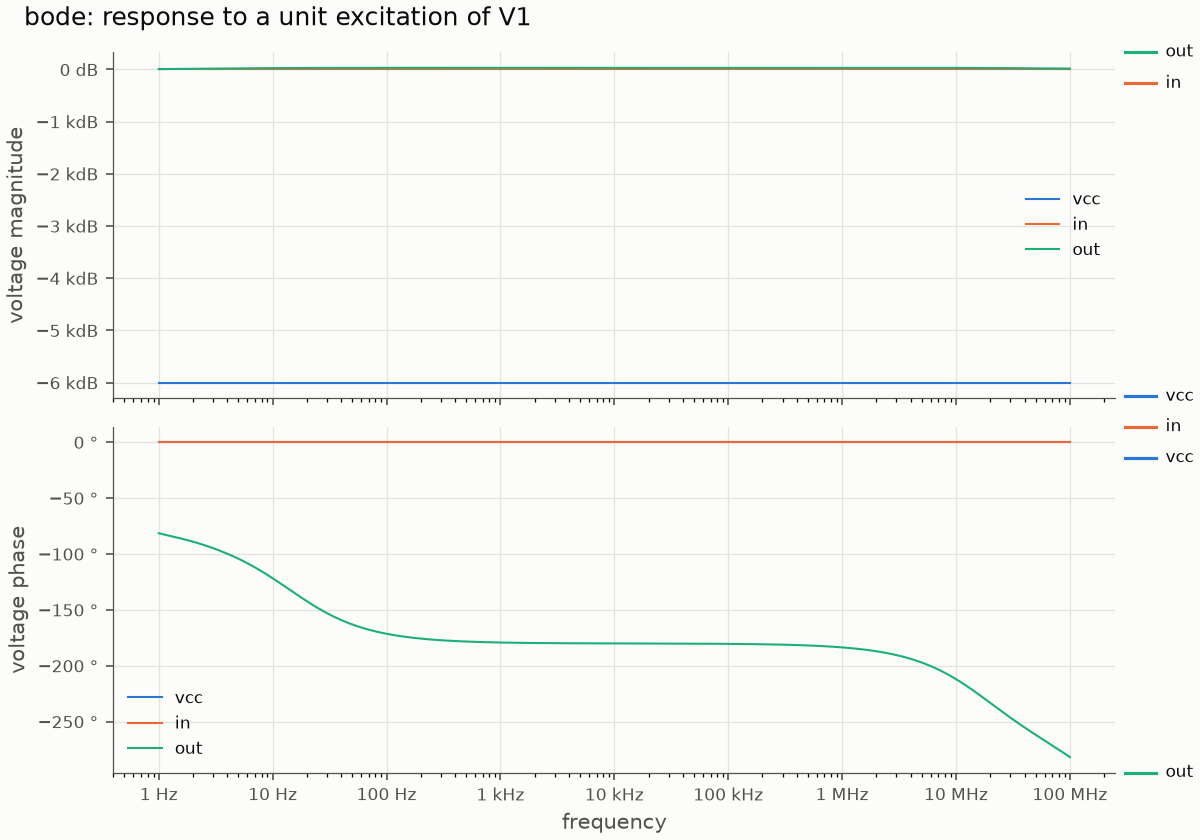 bode: response to a unit excitation of V1
out
in
0 dB
−1 kdB
−2 kdB
−3 kdB
−4 kdB
−5 kdB
−6 kdB
voltage magnitude
vcc
in
out
vcc
in
vcc
0 °
−50 °
−100 °
−150 °
−200 °
−250 °
voltage phase
vcc
in
out
out
1 Hz
10 Hz
100 Hz
1 kHz
10 kHz
100 kHz
1 MHz
10 MHz
100 MHz
frequency